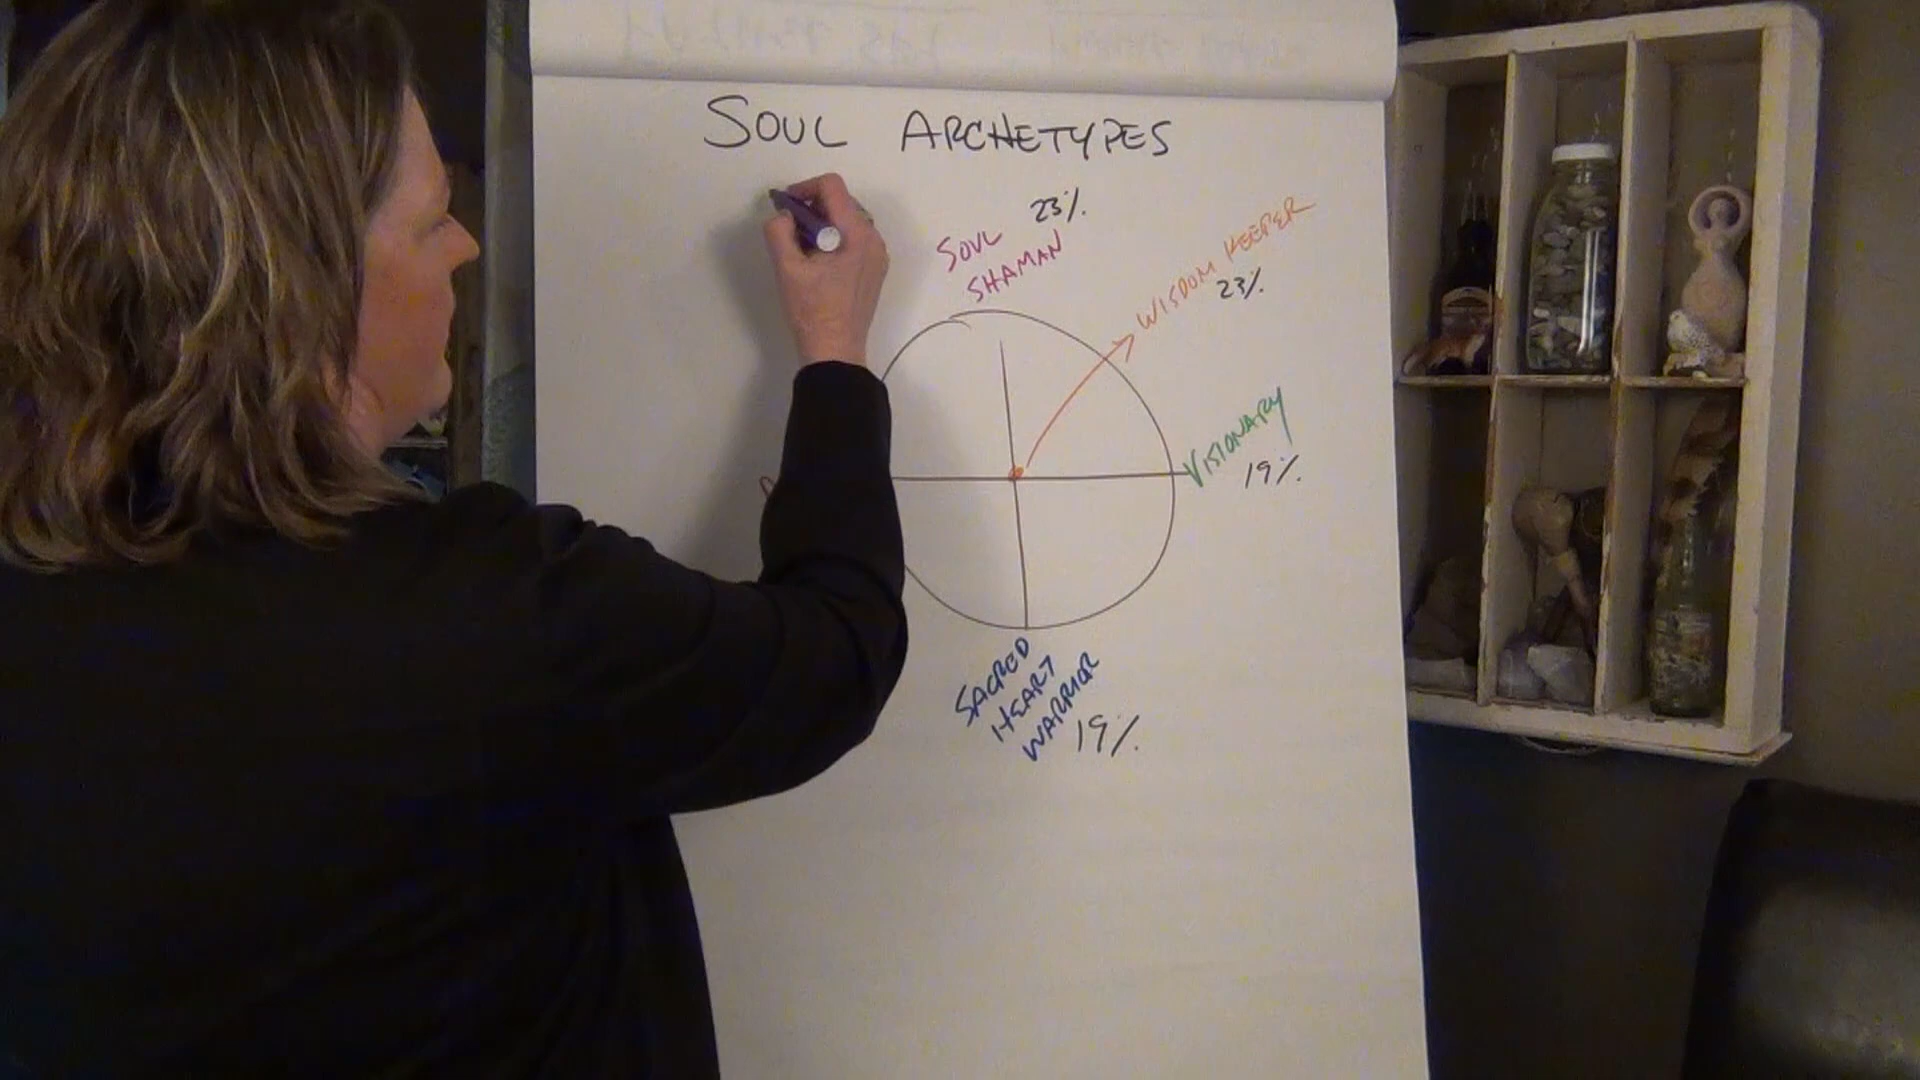 SOUL ARCHETYPES
23%
SOUL
SHAMAN
WISDOM KEEPER
23%
VISIONARY
19%
SACRED
HEART
WARRIOR
19%